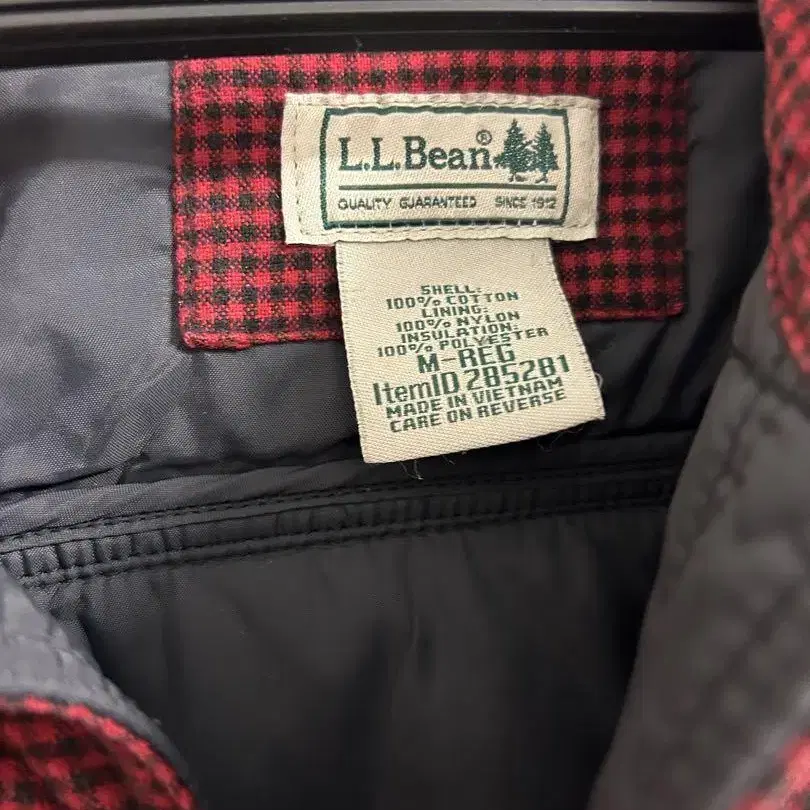 L.L.Bean®
QUALITY GUARANTEED SINCE 1912
SHELL:
100% COTTON
LINING:
100% NYLON
INSULATION:
100% POLYESTER
M-REG
ItemID 285281
MADE IN VIETNAM
CARE ON REVERSE